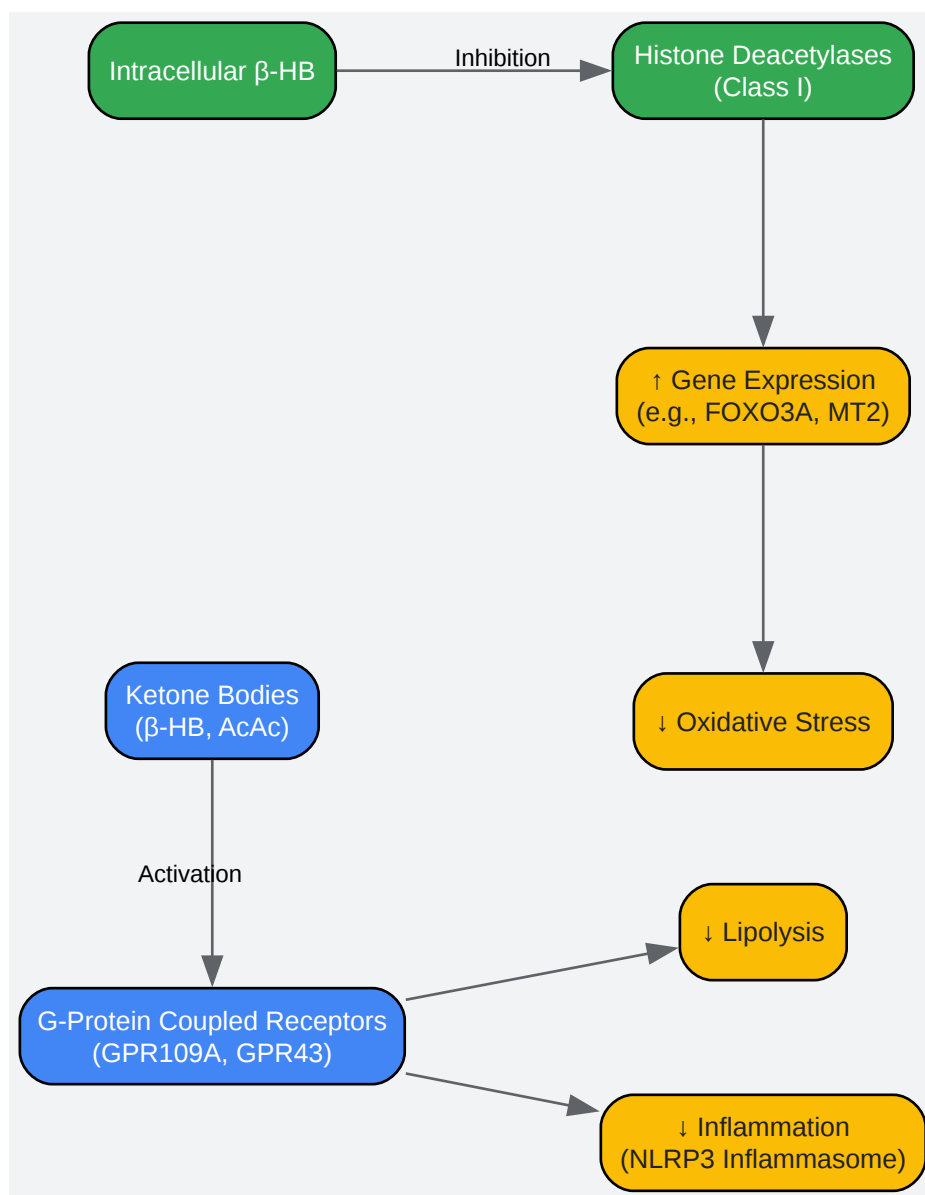 Intracellular β-HB
Inhibition
Histone Deacetylases
(Class I)
↑ Gene Expression
(e.g., FOXO3A, MT2)
Ketone Bodies
(β-HB, AcAc)
↓ Oxidative Stress
Activation
↓ Lipolysis
G-Protein Coupled Receptors
(GPR109A, GPR43)
↓ Inflammation
(NLRP3 Inflammasome)